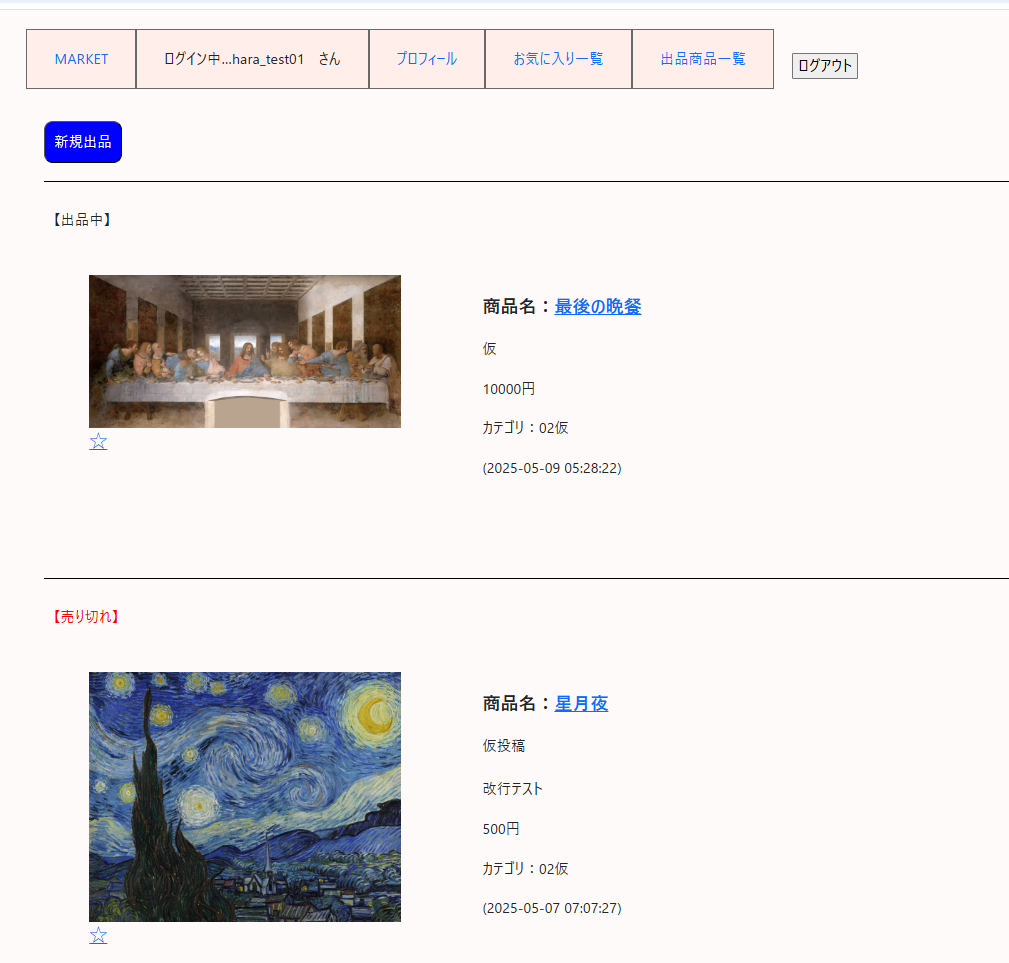 MARKET ログイン中...hara_test01　さん プロフィール お気に入り一覧 出品商品一覧 ログアウト
新規出品
【出品中】
商品名：最後の晩餐
仮
10000円
カテゴリ：02仮
(2025-05-09 05:28:22)
☆
【売り切れ】
商品名：星月夜
仮投稿
改行テスト
500円
カテゴリ：02仮
(2025-05-07 07:07:27)
☆